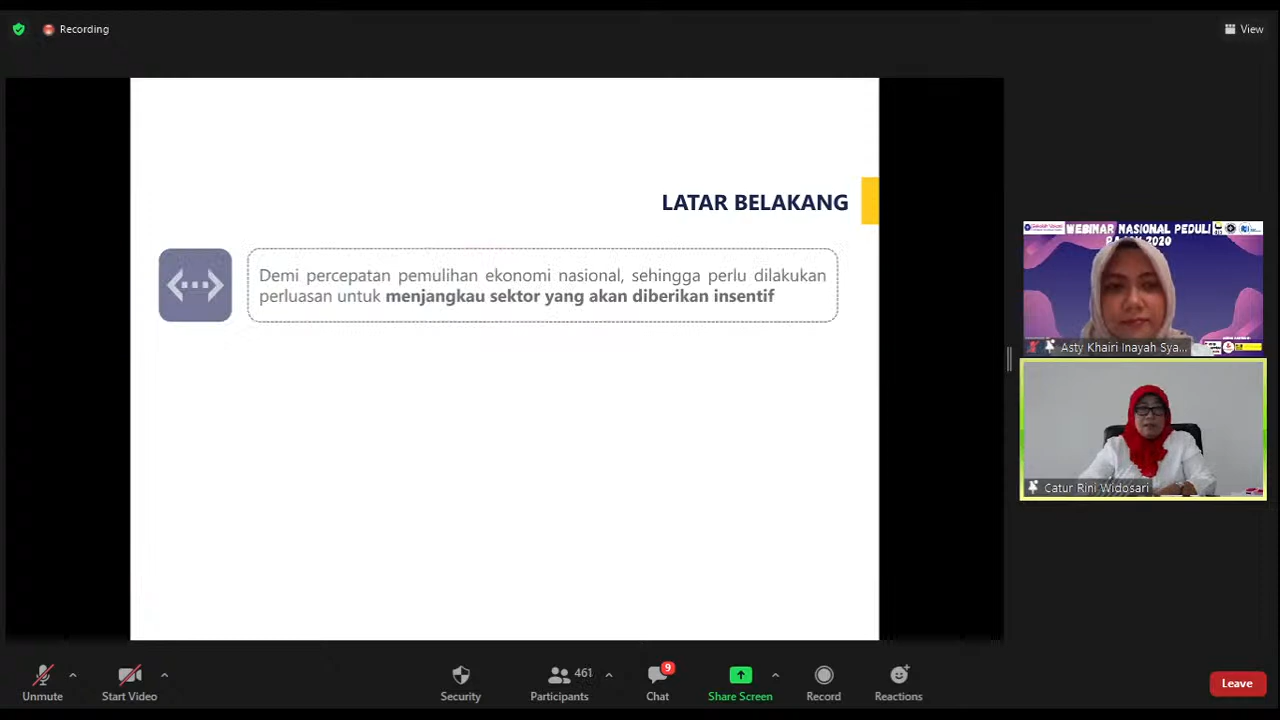 Recording
View
LATAR BELAKANG
Demi percepatan pemulihan ekonomi nasional, sehingga perlu dilakukan
perluasan untuk menjangkau sektor yang akan diberikan insentif
WEBINAR NASIONAL PEDULI
PAJAK 2020
Asty Khairi Inayah Sya...
Catur Rini Widosari
Unmute
Start Video
Security
461
Participants
9
Chat
Share Screen
Record
Reactions
Leave